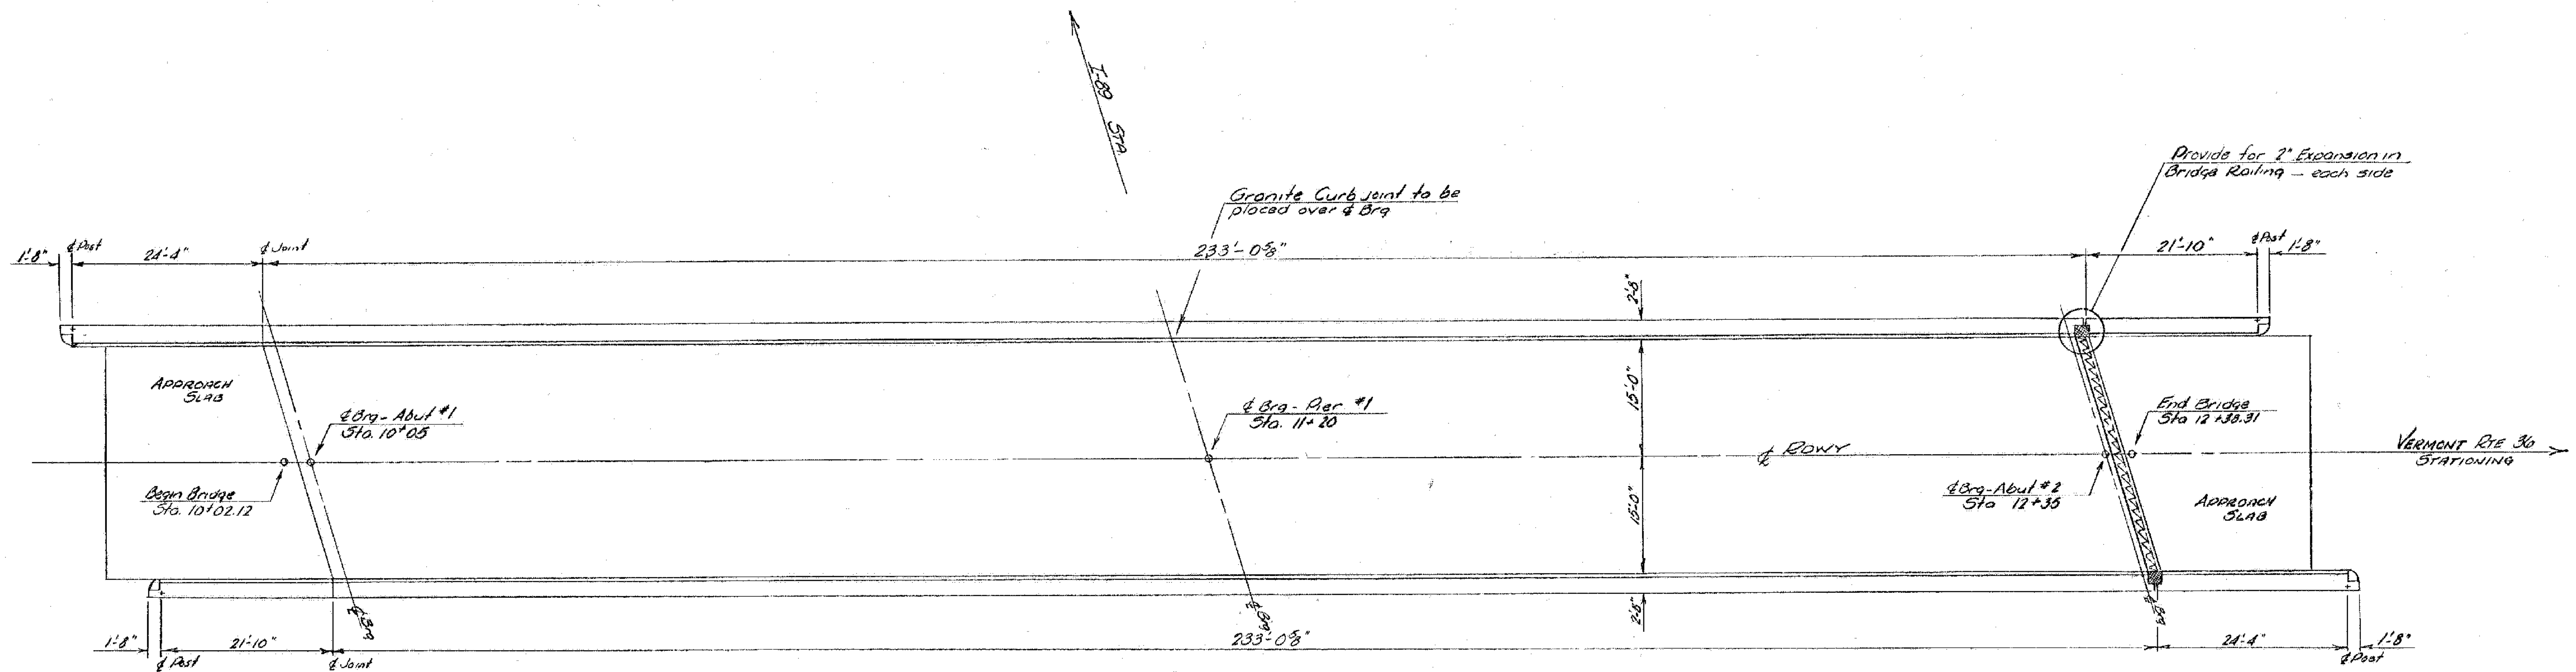 I-89 STA.
Provide for 2" Expansion in
Bridge Railing - each side
Granite Curb joint to be
placed over ℄ Brg
1'-8"
℄ Post
24'-4"
℄ Joint
233'-0⅝"
21'-10"
℄ Post
1'-8"
2'-8"
APPROACH
SLAB
℄ Brg-Abut #1
Sta. 10+05
15'-0"
℄ Brg-Pier #1
Sta. 11+20
End Bridge
Sta 12+38.31
℄ RDWY
VERMONT RTE 36
STATIONING
Begin Bridge
Sta. 10+02.12
℄ Brg-Abut #2
Sta 12+35
15'-0"
APPROACH
SLAB
℄ Brg
℄ Brg
℄ Brg
2'-8"
1'-8"
℄ Post
21'-10"
℄ Joint
233'-0⅝"
24'-4"
℄ Post
1'-8"